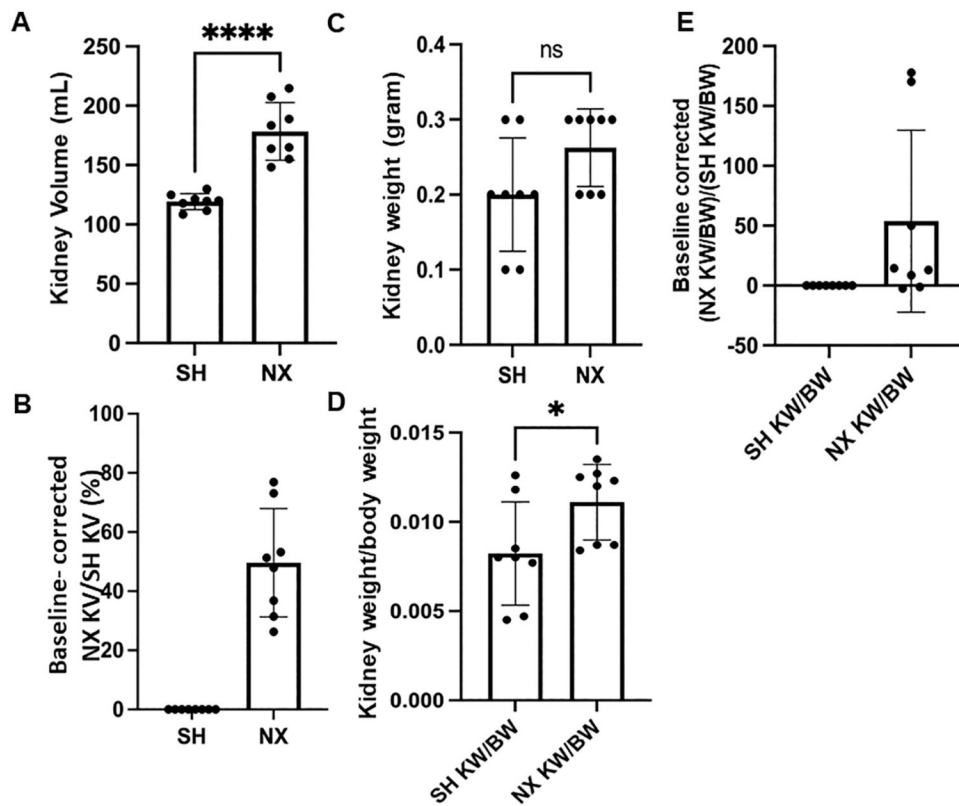 A
****
Kidney Volume (mL)
250
200
150
100
50
0
SH
NX
B
Baseline- corrected
NX KV/SH KV (%)
100
80
60
40
20
0
SH
NX
C
ns
Kidney weight (gram)
0.4
0.3
0.2
0.1
0.0
SH
NX
D
*
Kidney weight/body weight
0.015
0.010
0.005
0.000
SH KW/BW
NX KW/BW
E
Baseline corrected
(NX KW/BW)/(SH KW/BW)
200
150
100
50
0
-50
SH KW/BW
NX KW/BW